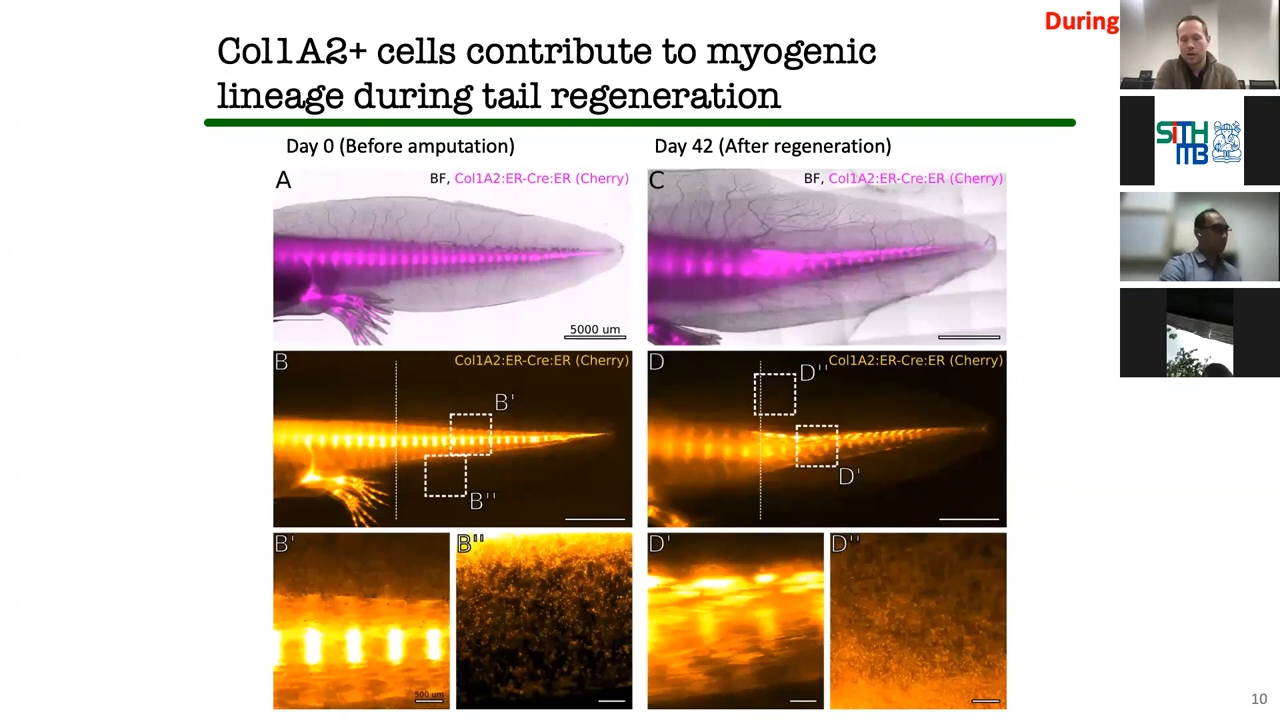 During
Col1A2+ cells contribute to myogenic
lineage during tail regeneration
Day 0 (Before amputation)
Day 42 (After regeneration)
A
BF, Col1A2:ER-Cre:ER (Cherry)
5000 um
C
BF, Col1A2:ER-Cre:ER (Cherry)
B
Col1A2:ER-Cre:ER (Cherry)
B'
B''
D
Col1A2:ER-Cre:ER (Cherry)
D''
D'
B'
500 um
B''
D'
D''
SiTH
MB
10